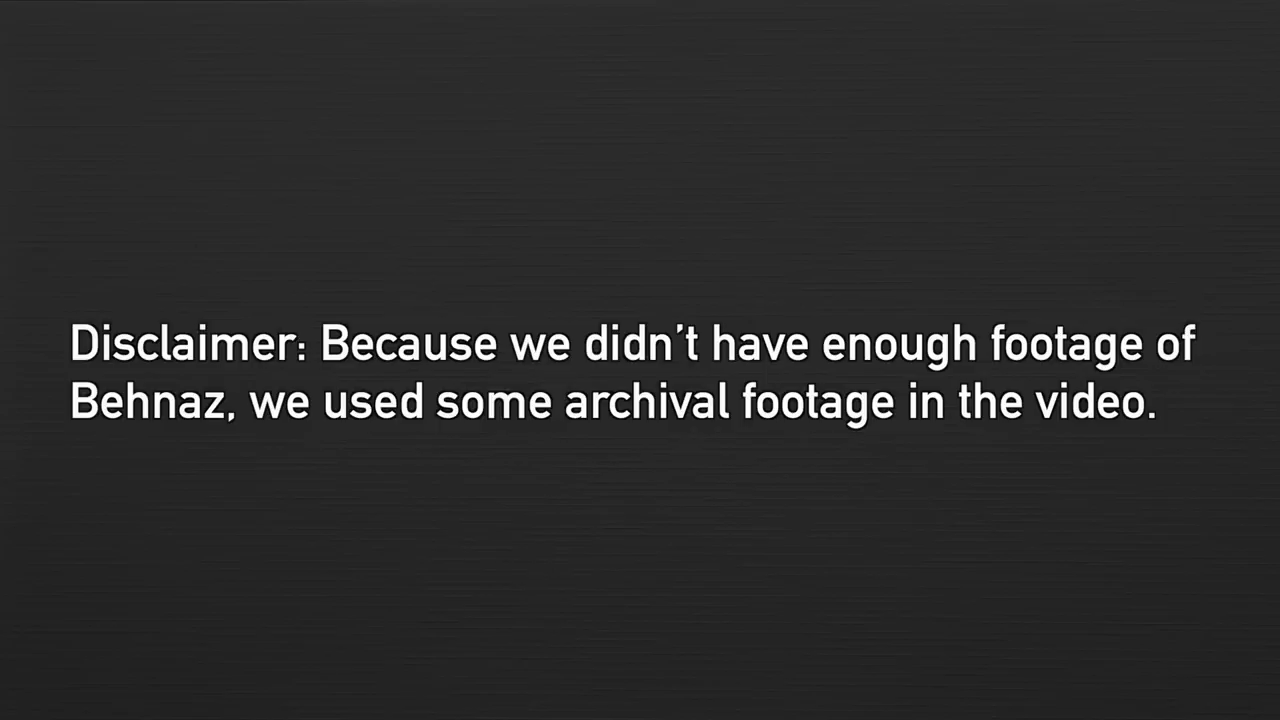 Disclaimer: Because we didn’t have enough footage of
Behnaz, we used some archival footage in the video.